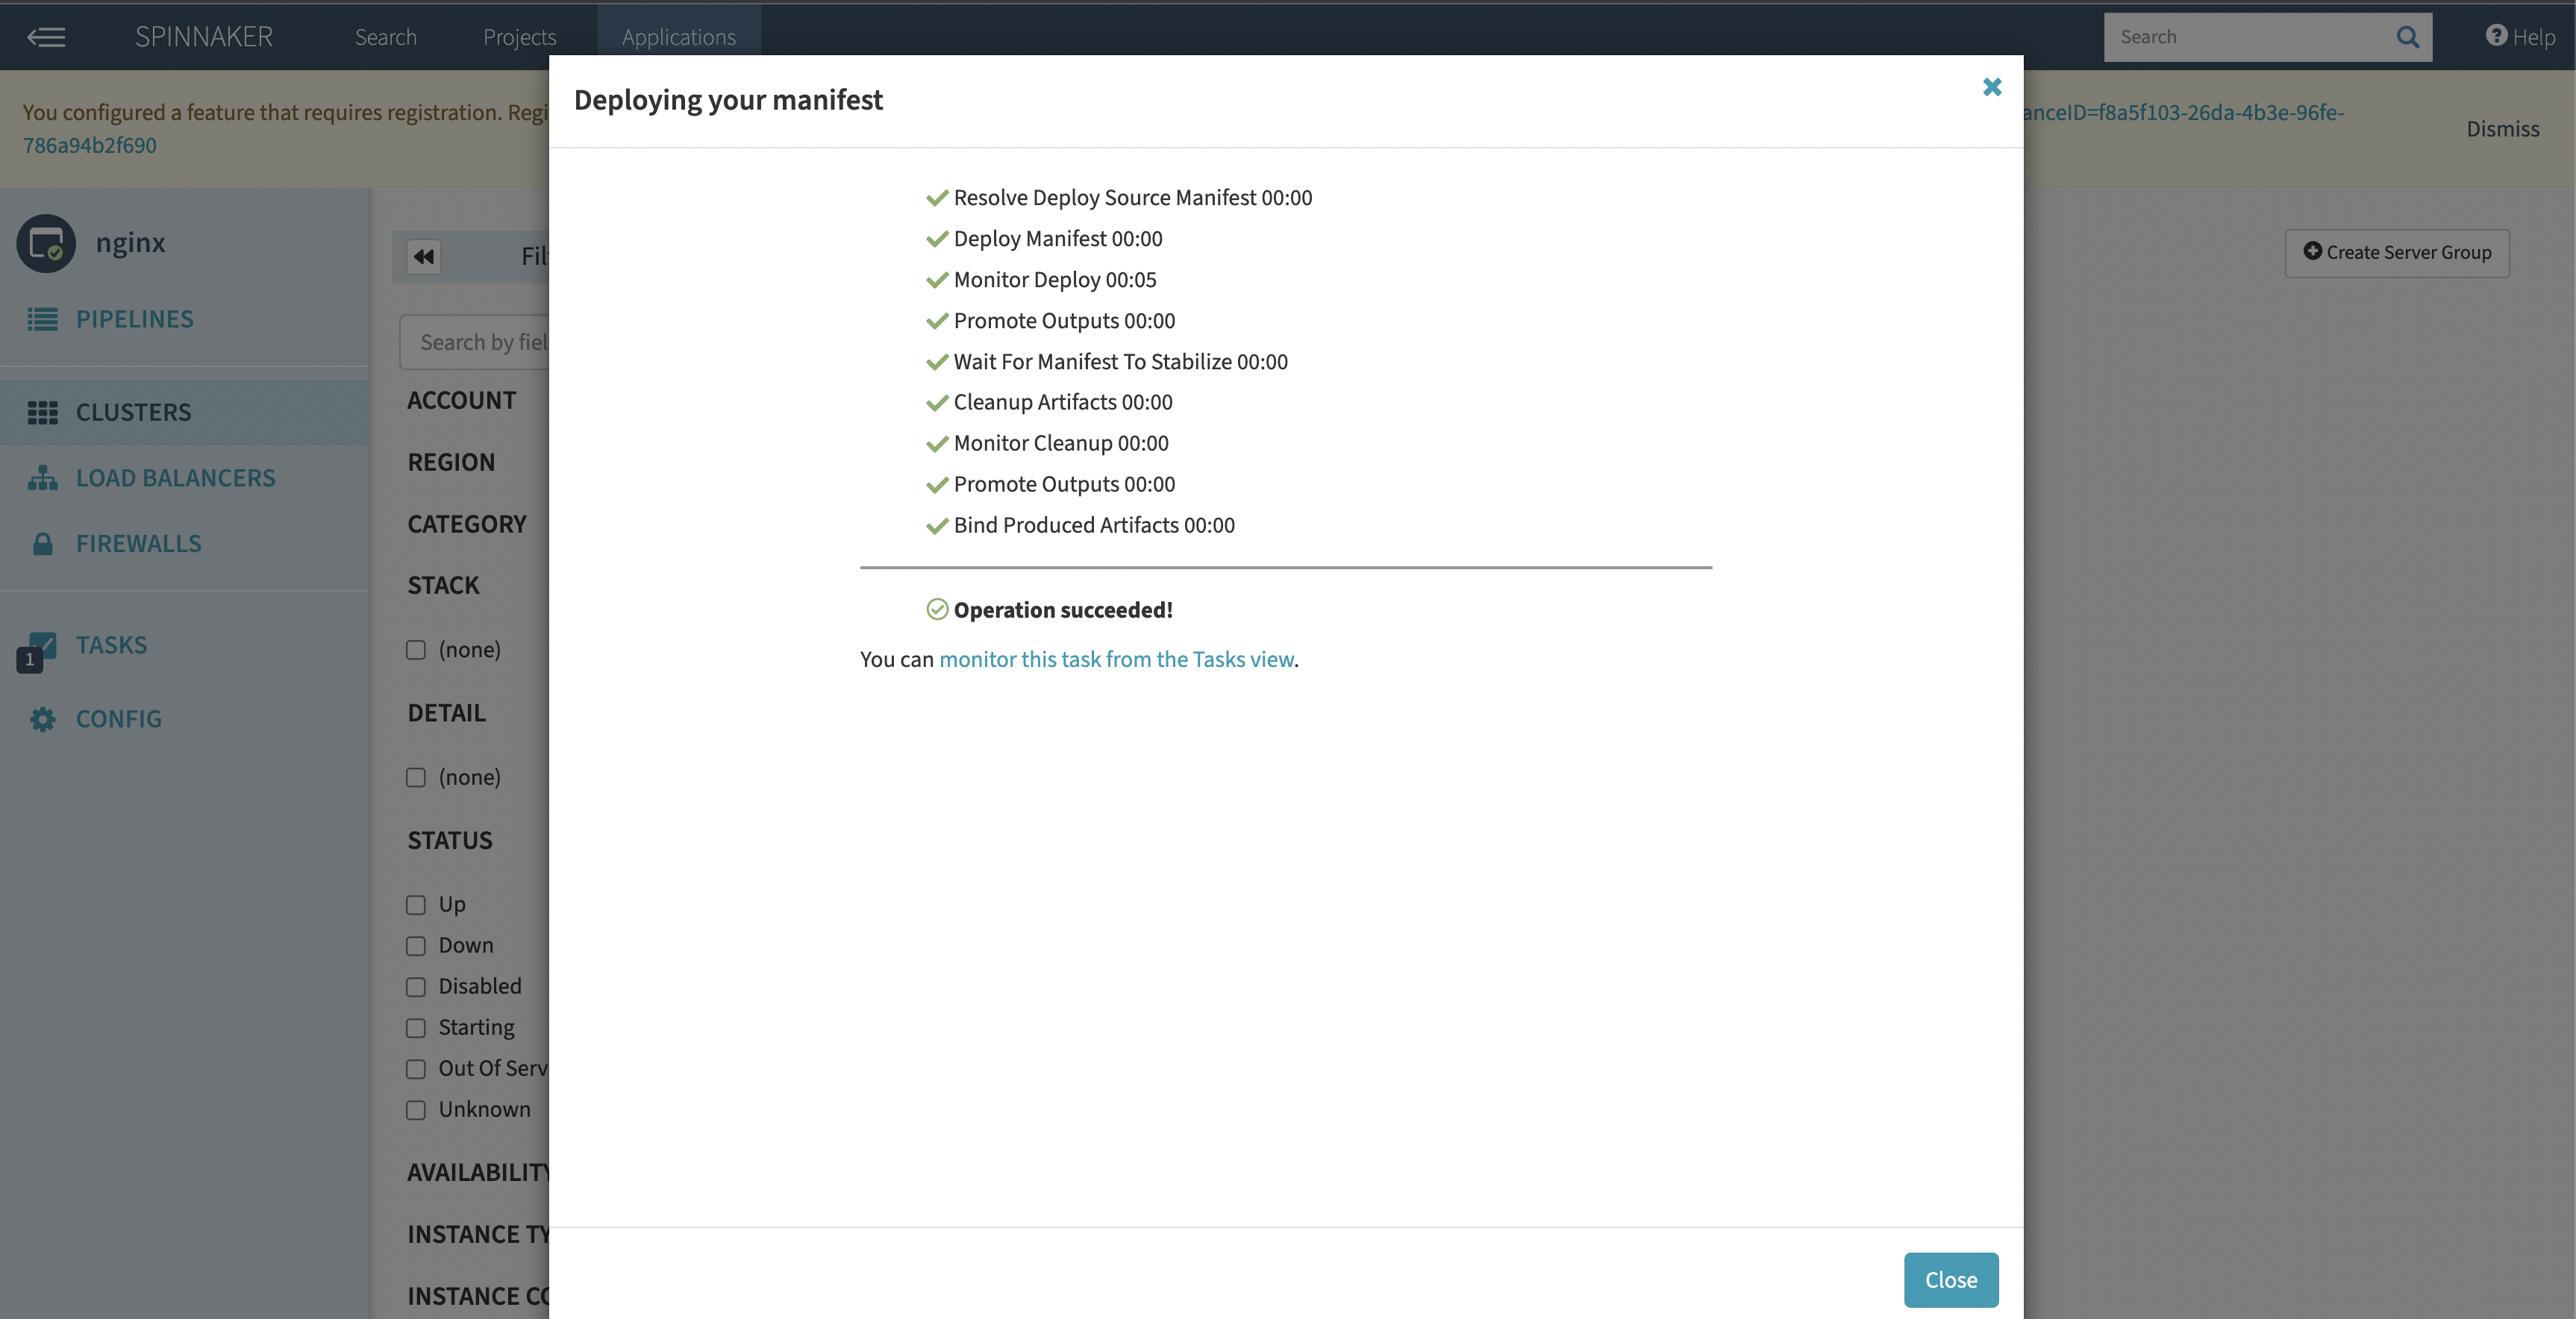 SPINNAKER
Search
Projects
Applications
Search
Help
You configured a feature that requires registration. Regi
anceID=f8a5f103-26da-4b3e-96fe-
786a94b2f690
Dismiss
Deploying your manifest
Resolve Deploy Source Manifest 00:00
Deploy Manifest 00:00
Monitor Deploy 00:05
Promote Outputs 00:00
Wait For Manifest To Stabilize 00:00
Cleanup Artifacts 00:00
Monitor Cleanup 00:00
Promote Outputs 00:00
Bind Produced Artifacts 00:00
Operation succeeded!
You can monitor this task from the Tasks view.
Close
nginx
PIPELINES
CLUSTERS
LOAD BALANCERS
FIREWALLS
1
TASKS
CONFIG
Filt
Search by fiel
ACCOUNT
REGION
CATEGORY
STACK
(none)
DETAIL
(none)
STATUS
Up
Down
Disabled
Starting
Out Of Serv
Unknown
AVAILABILITY
INSTANCE TY
INSTANCE CO
Create Server Group